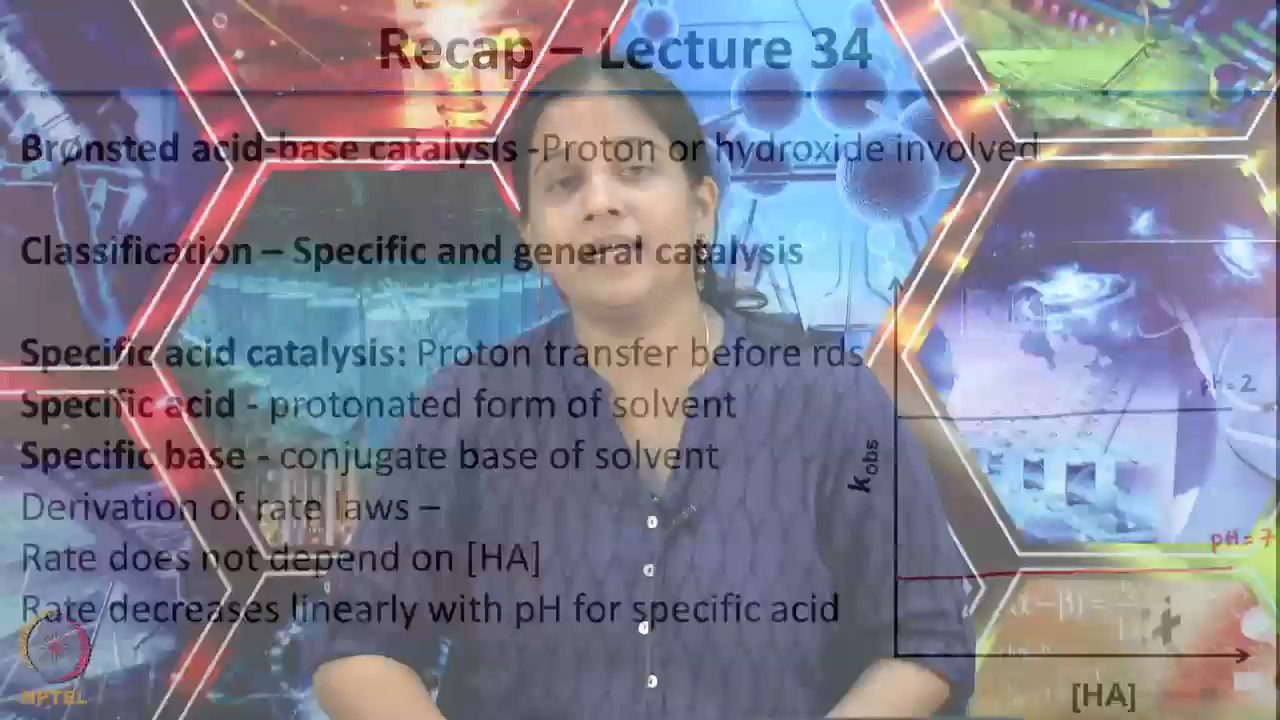 Recap – Lecture 34
Brønsted acid-base catalysis -Proton or hydroxide involved
Classification – Specific and general catalysis
Specific acid catalysis: Proton transfer before rds
Specific acid - protonated form of solvent
Specific base - conjugate base of solvent
Derivation of rate laws –
Rate does not depend on [HA]
Rate decreases linearly with pH for specific acid
pH = 2
kobs
pH = 7
[HA]
NPTEL